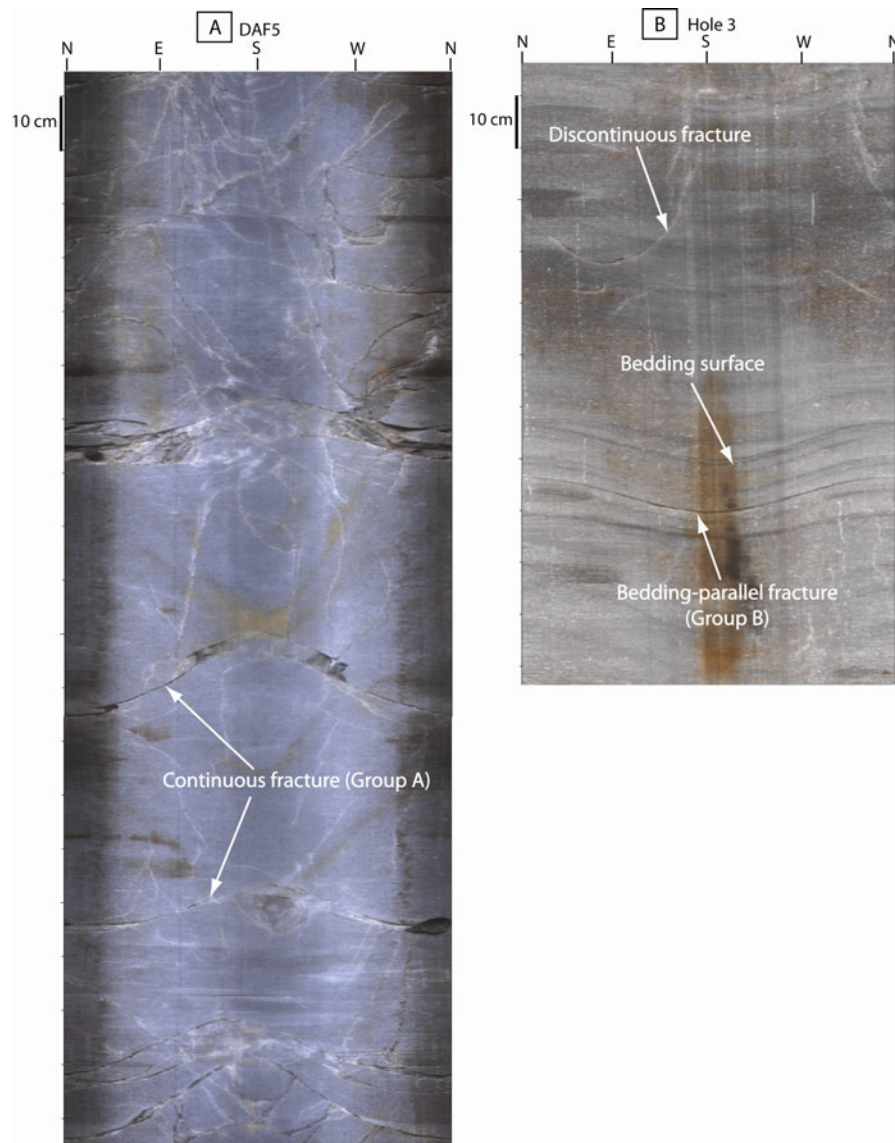 A DAF5
N E S W N
10 cm
Continuous fracture (Group A)
B Hole 3
N E S W N
10 cm
Discontinuous fracture
Bedding surface
Bedding-parallel fracture
(Group B)